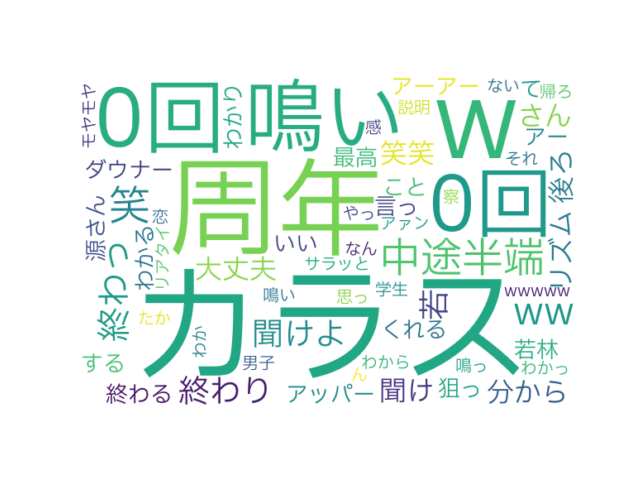 モヤモヤ
0回
わかり
鳴い
アーアー
説明
感
w
ないて
帰ろ
さん
アー
それ
ダウナー
最高
笑笑
周年
こと
0回
後ろ
源さん
笑
恋
わかる
リアタイ
終わっ
やっ
言っ
察
アァン
リズム
いい
なん
中途半端
大丈夫
サラッと
カラス
鳴い
思っ
学生
若
wwwww
ww
たか
わか
聞けよ
くれる
若林
する
男子
わから
ん
鳴っ
わかっ
終わる
終わり
アッパー
聞け
狙っ
分から